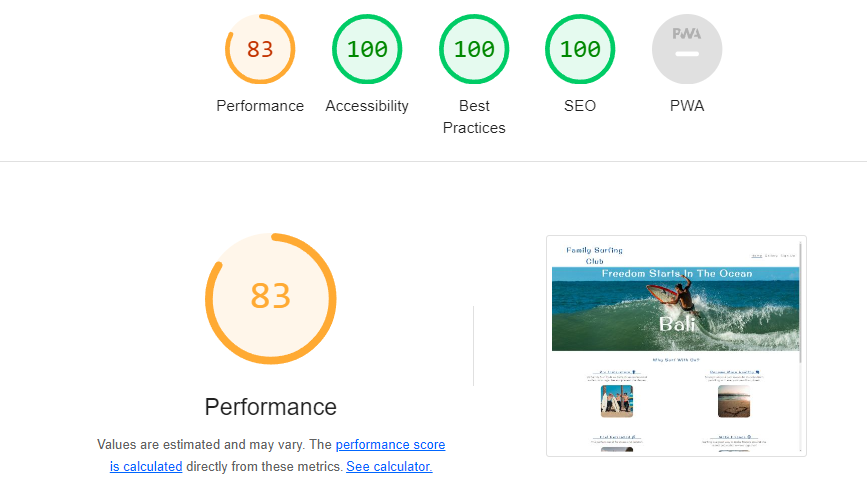 83
100
100
100
PWA
Performance
Accessibility
Best
Practices
SEO
PWA
83
Performance
Values are estimated and may vary. The performance score
is calculated directly from these metrics. See calculator.
Family Surfing
Club
Freedom Starts In The Ocean
Bali
Why Surf With Us?